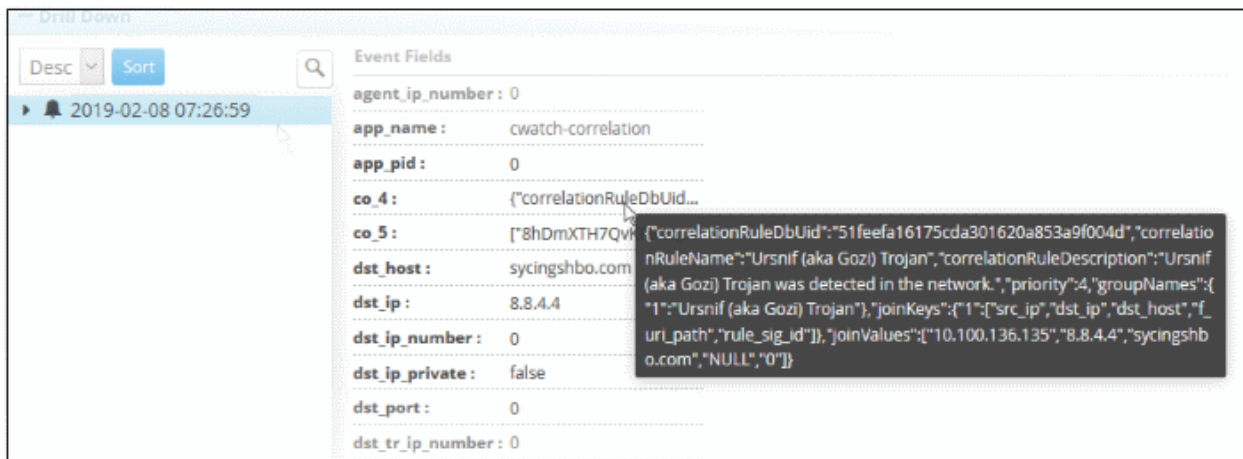 Drill Down
Desc Sort
Event Fields
2019-02-08 07:26:59
agent_ip_number : 0
app_name : cwatch-correlation
app_pid : 0
co_4 : {"correlationRuleDbUid...
co_5 : ["8hDmXTH7Qv
dst_host : sycingshbo.com
dst_ip : 8.8.4.4
dst_ip_number : 0
dst_ip_private : false
dst_port : 0
dst_tr_ip_number : 0
{"correlationRuleDbUid":"51feefa16175cda301620a853a9f004d","correlatio
nRuleName":"Ursnif (aka Gozi) Trojan","correlationRuleDescription":"Ursnif
(aka Gozi) Trojan was detected in the network.","priority":4,"groupNames":{
"1":"Ursnif (aka Gozi) Trojan"},"joinKeys":{"1":["src_ip","dst_ip","dst_host","f_
uri_path","rule_sig_id"]},"joinValues":["10.100.136.135","8.8.4.4","sycingshb
o.com","NULL","0"]}